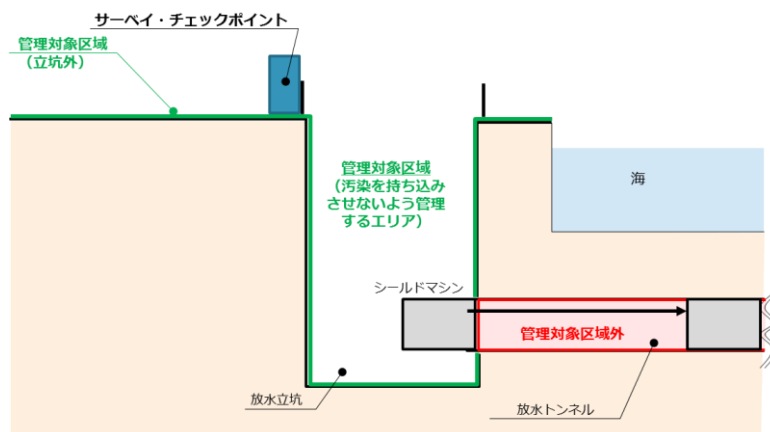 サーベイ・チェックポイント
管理対象区域
（立坑外）
管理対象区域
（汚染を持ち込み
させないよう管理
するエリア）
海
シールドマシン
管理対象区域外
放水立坑
放水トンネル